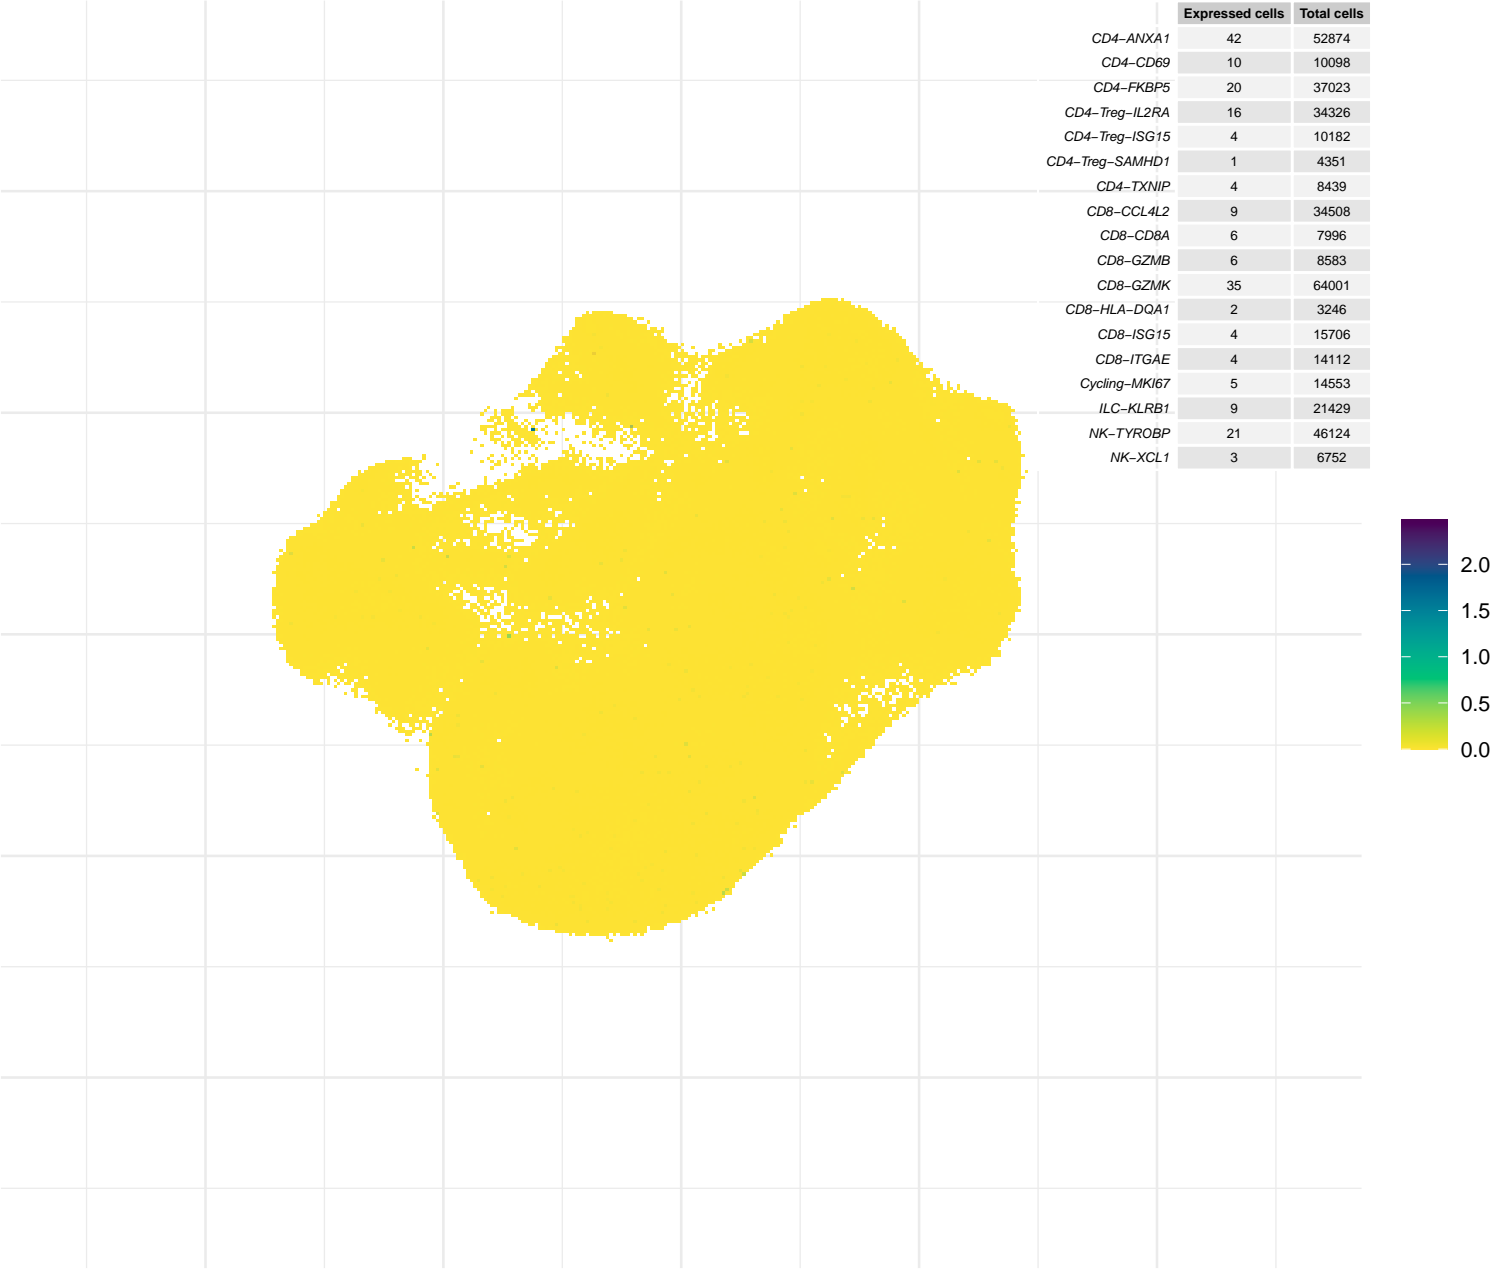 Expressed cells Total cells
CD4−ANXA1 42 52874
CD4−CD69 10 10098
CD4−FKBP5 20 37023
CD4−Treg−IL2RA 16 34326
CD4−Treg−ISG15 4 10182
CD4−Treg−SAMHD1 1 4351
CD4−TXNIP 4 8439
CD8−CCL4L2 9 34508
CD8−CD8A 6 7996
CD8−GZMB 6 8583
CD8−GZMK 35 64001
CD8−HLA−DQA1 2 3246
CD8−ISG15 4 15706
CD8−ITGAE 4 14112
Cycling−MKI67 5 14553
ILC−KLRB1 9 21429
NK−TYROBP 21 46124
NK−XCL1 3 6752
2.0
1.5
1.0
0.5
0.0